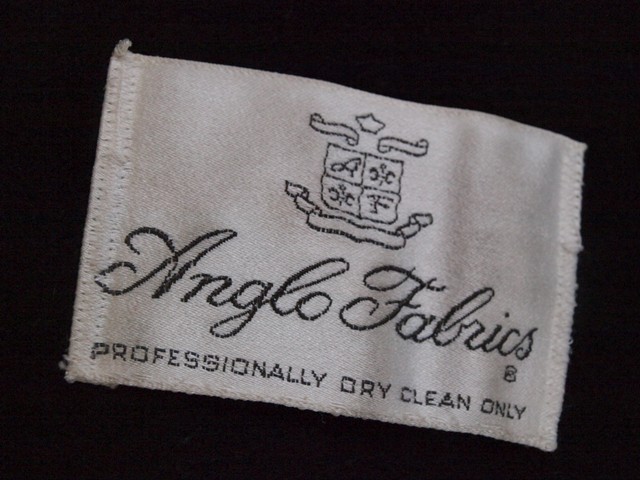 A F
Anglo Fabrics
®
PROFESSIONALLY DRY CLEAN ONLY